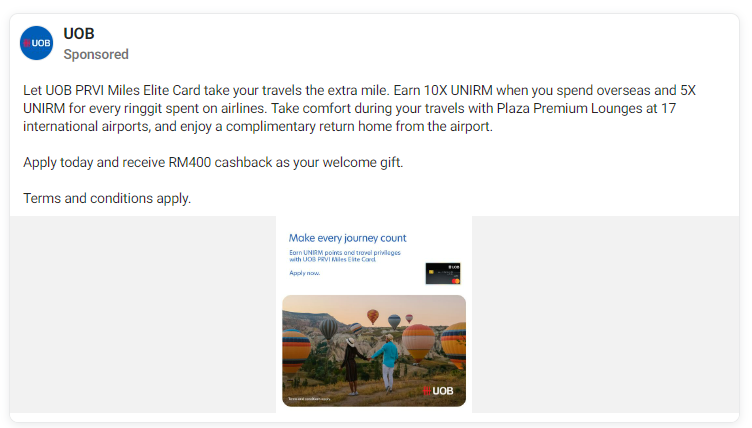 UOB
UOB
Sponsored
Let UOB PRVI Miles Elite Card take your travels the extra mile. Earn 10X UNIRM when you spend overseas and 5X
UNIRM for every ringgit spent on airlines. Take comfort during your travels with Plaza Premium Lounges at 17
international airports, and enjoy a complimentary return home from the airport.
Apply today and receive RM400 cashback as your welcome gift.
Terms and conditions apply.
Make every journey count
Earn UNIRM points and travel privileges
with UOB PRVI Miles Elite Card.
Apply now.
UOB
UOB
Terms and conditions apply.